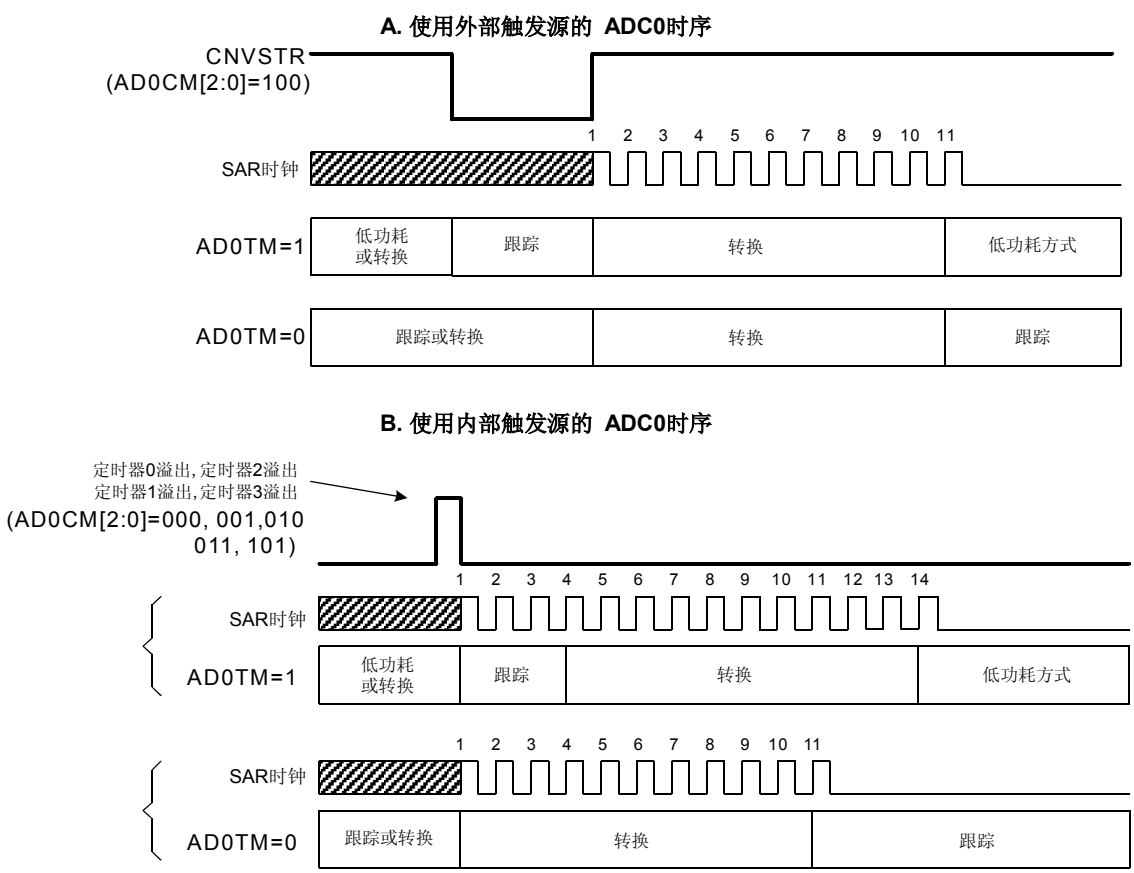 A. 使用外部触发源的 ADC0时序
CNVSTR
(AD0CM[2:0]=100)
1 2 3 4 5 6 7 8 9 10 11
SAR时钟
AD0TM=1
低功耗
或转换
跟踪
转换
低功耗方式
AD0TM=0
跟踪或转换
转换
跟踪
B. 使用内部触发源的 ADC0时序
定时器0溢出,定时器2溢出
定时器1溢出,定时器3溢出
(AD0CM[2:0]=000, 001,010
011, 101)
1 2 3 4 5 6 7 8 9 10 11 12 13 14
SAR时钟
AD0TM=1
低功耗
或转换
跟踪
转换
低功耗方式
1 2 3 4 5 6 7 8 9 10 11
SAR时钟
AD0TM=0
跟踪或转换
转换
跟踪